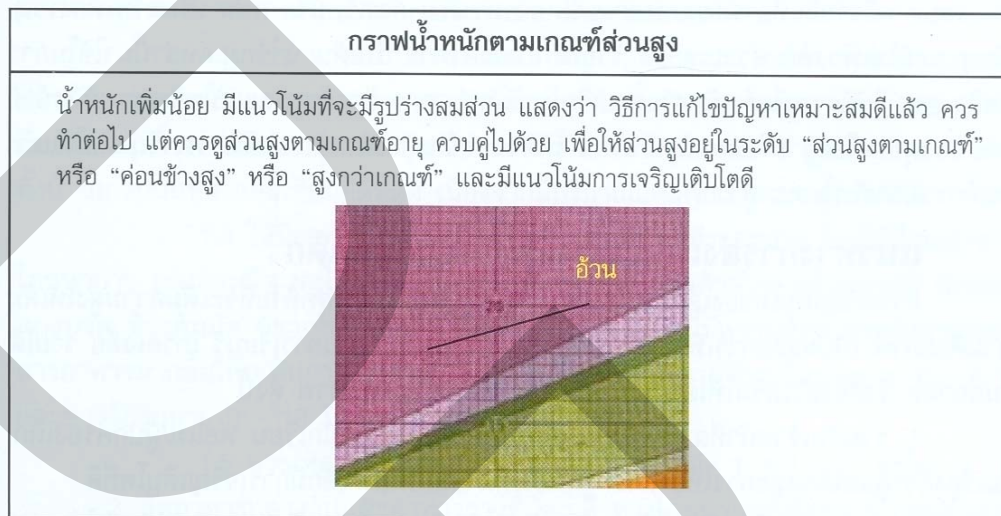 กราฟน้ำหนักตามเกณฑ์ส่วนสูง
น้ำหนักเพิ่มน้อย มีแนวโน้มที่จะมีรูปร่างสมส่วน แสดงว่า วิธีการแก้ไขปัญหาเหมาะสมดีแล้ว ควร
ทำต่อไป แต่ควรดูส่วนสูงตามเกณฑ์อายุ ควบคู่ไปด้วย เพื่อให้ส่วนสูงอยู่ในระดับ “ส่วนสูงตามเกณฑ์”
หรือ “ค่อนข้างสูง” หรือ “สูงกว่าเกณฑ์” และมีแนวโน้มการเจริญเติบโตดี
อ้วน